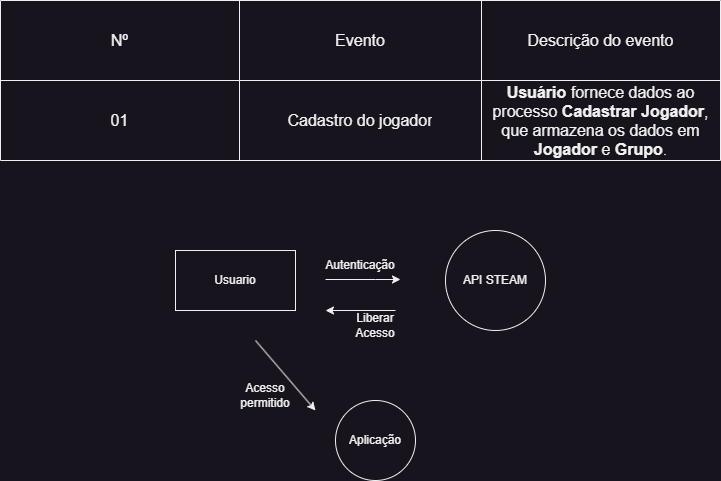 Nº
Evento
Descrição do evento
01
Cadastro do jogador
Usuário fornece dados ao
processo Cadastrar Jogador,
que armazena os dados em
Jogador e Grupo.
Usuario
Autenticação
API STEAM
Liberar
Acesso
Acesso
permitido
Aplicação